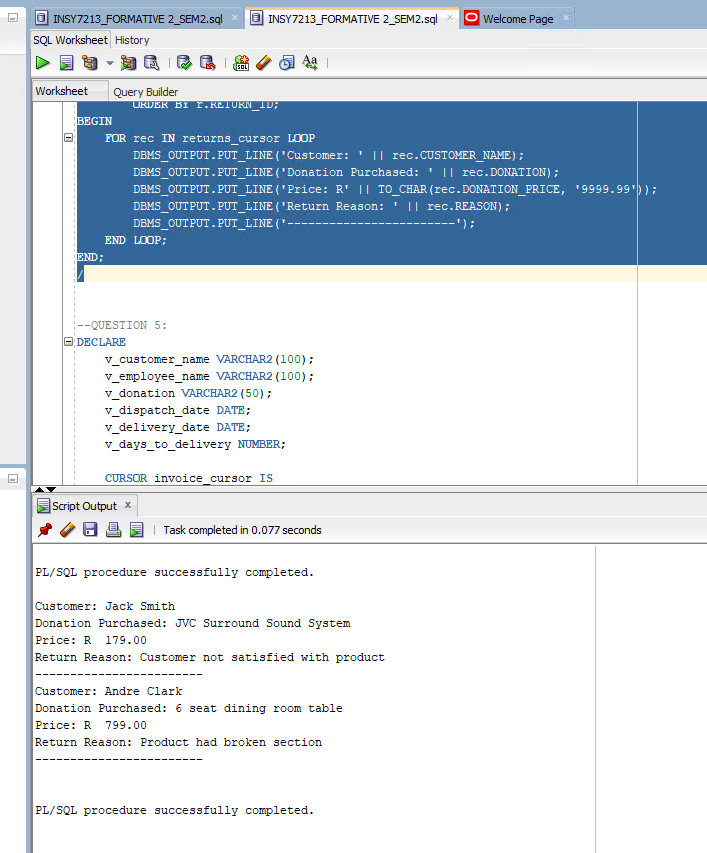 INSY7213_FORMATIVE 2_SEM2.sql × INSY7213_FORMATIVE 2_SEM2.sql × Welcome Page ×
SQL Worksheet History
Worksheet Query Builder
ORDER BY r.RETURN_ID;
BEGIN
FOR rec IN returns_cursor LOOP
DBMS_OUTPUT.PUT_LINE('Customer: ' || rec.CUSTOMER_NAME);
DBMS_OUTPUT.PUT_LINE('Donation Purchased: ' || rec.DONATION);
DBMS_OUTPUT.PUT_LINE('Price: R' || TO_CHAR(rec.DONATION_PRICE, '9999.99'));
DBMS_OUTPUT.PUT_LINE('Return Reason: ' || rec.REASON);
DBMS_OUTPUT.PUT_LINE('------------------------');
END LOOP;
END;
/
--QUESTION 5:
DECLARE
v_customer_name VARCHAR2(100);
v_employee_name VARCHAR2(100);
v_donation VARCHAR2(50);
v_dispatch_date DATE;
v_delivery_date DATE;
v_days_to_delivery NUMBER;
CURSOR invoice_cursor IS
Script Output ×
Task completed in 0.077 seconds
PL/SQL procedure successfully completed.
Customer: Jack Smith
Donation Purchased: JVC Surround Sound System
Price: R  179.00
Return Reason: Customer not satisfied with product
------------------------
Customer: Andre Clark
Donation Purchased: 6 seat dining room table
Price: R  799.00
Return Reason: Product had broken section
------------------------
PL/SQL procedure successfully completed.